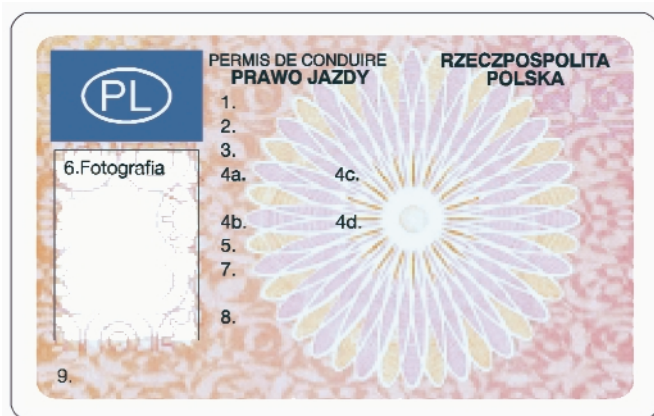 PL
PERMIS DE CONDUIRE
PRAWO JAZDY
RZECZPOSPOLITA
POLSKA
1.
2.
3.
4a. 4c.
4b. 4d.
5.
7.
8.
6.Fotografia
9.